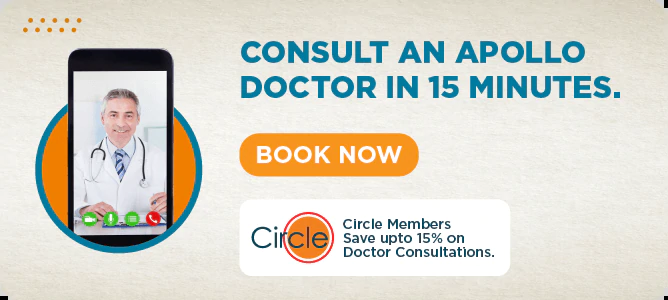 CONSULT AN APOLLO
DOCTOR IN 15 MINUTES.
BOOK NOW
Circle
Circle Members
Save upto 15% on
Doctor Consultations.